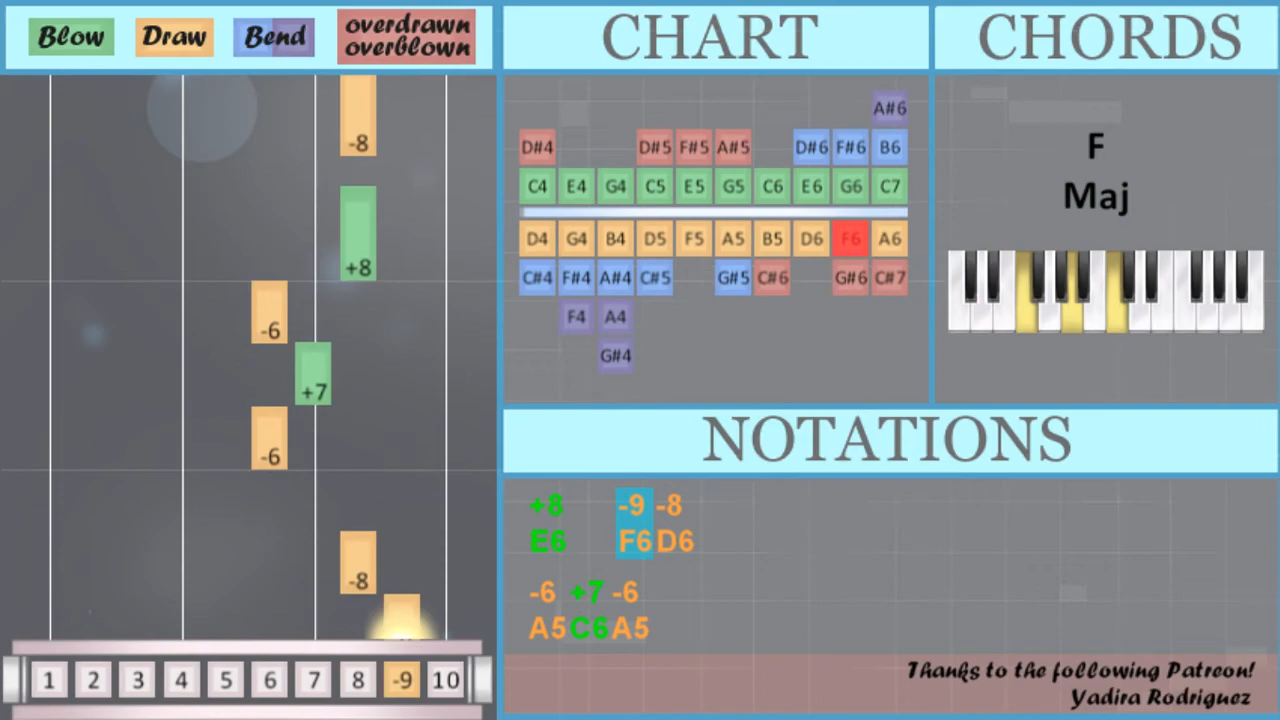 Blow Draw Bend overdrawn
overblown
CHART
CHORDS
-8
+8
-6
+7
-6
-8
1 2 3 4 5 6 7 8 -9 10
A#6
D#4 D#5 F#5 A#5 D#6 F#6 B6
C4 E4 G4 C5 E5 G5 C6 E6 G6 C7
D4 G4 B4 D5 F5 A5 B5 D6 F6 A6
C#4 F#4 A#4 C#5 G#5 C#6 G#6 C#7
F4 A4
G#4
F
Maj
NOTATIONS
+8 -9 -8
E6 F6 D6
-6 +7 -6
A5 C6 A5
Thanks to the following Patreon!
Yadira Rodriguez